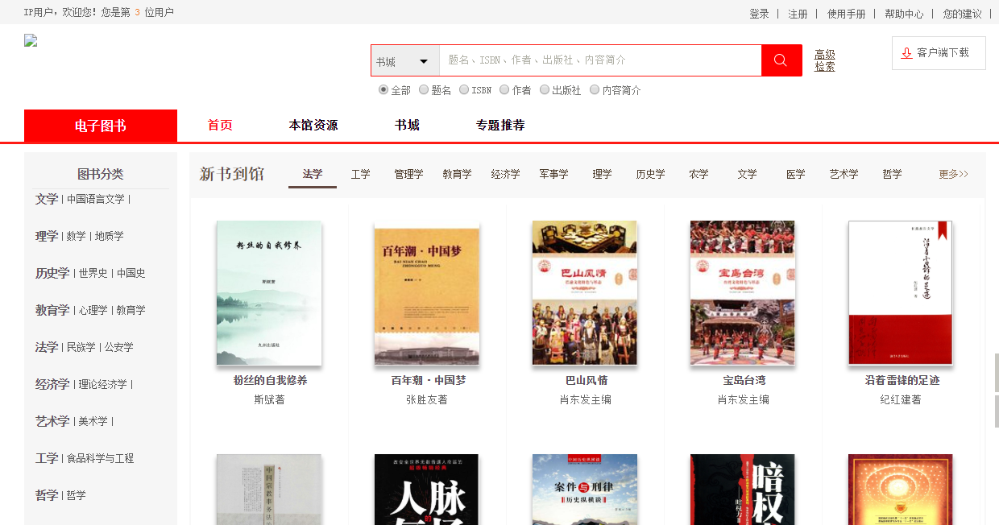 IP用户，欢迎您！您是第 3 位用户
登录 | 注册 | 使用手册 | 帮助中心 | 您的建议 |
书城
题名、ISBN、作者、出版社、内容简介
高级
检索
客户端下载
全部 题名 ISBN 作者 出版社 内容简介
电子图书 首页 本馆资源 书城 专题推荐
图书分类
文学 | 中国语言文学 |
理学 | 数学 | 地质学
历史学 | 世界史 | 中国史
教育学 | 心理学 | 教育学
法学 | 民族学 | 公安学
经济学 | 理论经济学 |
艺术学 | 美术学 |
工学 | 食品科学与工程
哲学 | 哲学
新书到馆 法学 工学 管理学 教育学 经济学 军事学 理学 历史学 农学 文学 医学 艺术学 哲学 更多>>
粉丝的自我修养
九州出版社
百年潮·中国梦
BAI NIAN CHAO
ZHONGGUO MENG
巴山风情
宝岛台湾
粉丝的自我修养
斯赋著
百年潮·中国梦
张胜友著
巴山风情
肖东发主编
宝岛台湾
肖东发主编
沿着雷锋的足迹
纪红建著
人脉
案件与刑律
历史纵横谈
暗权